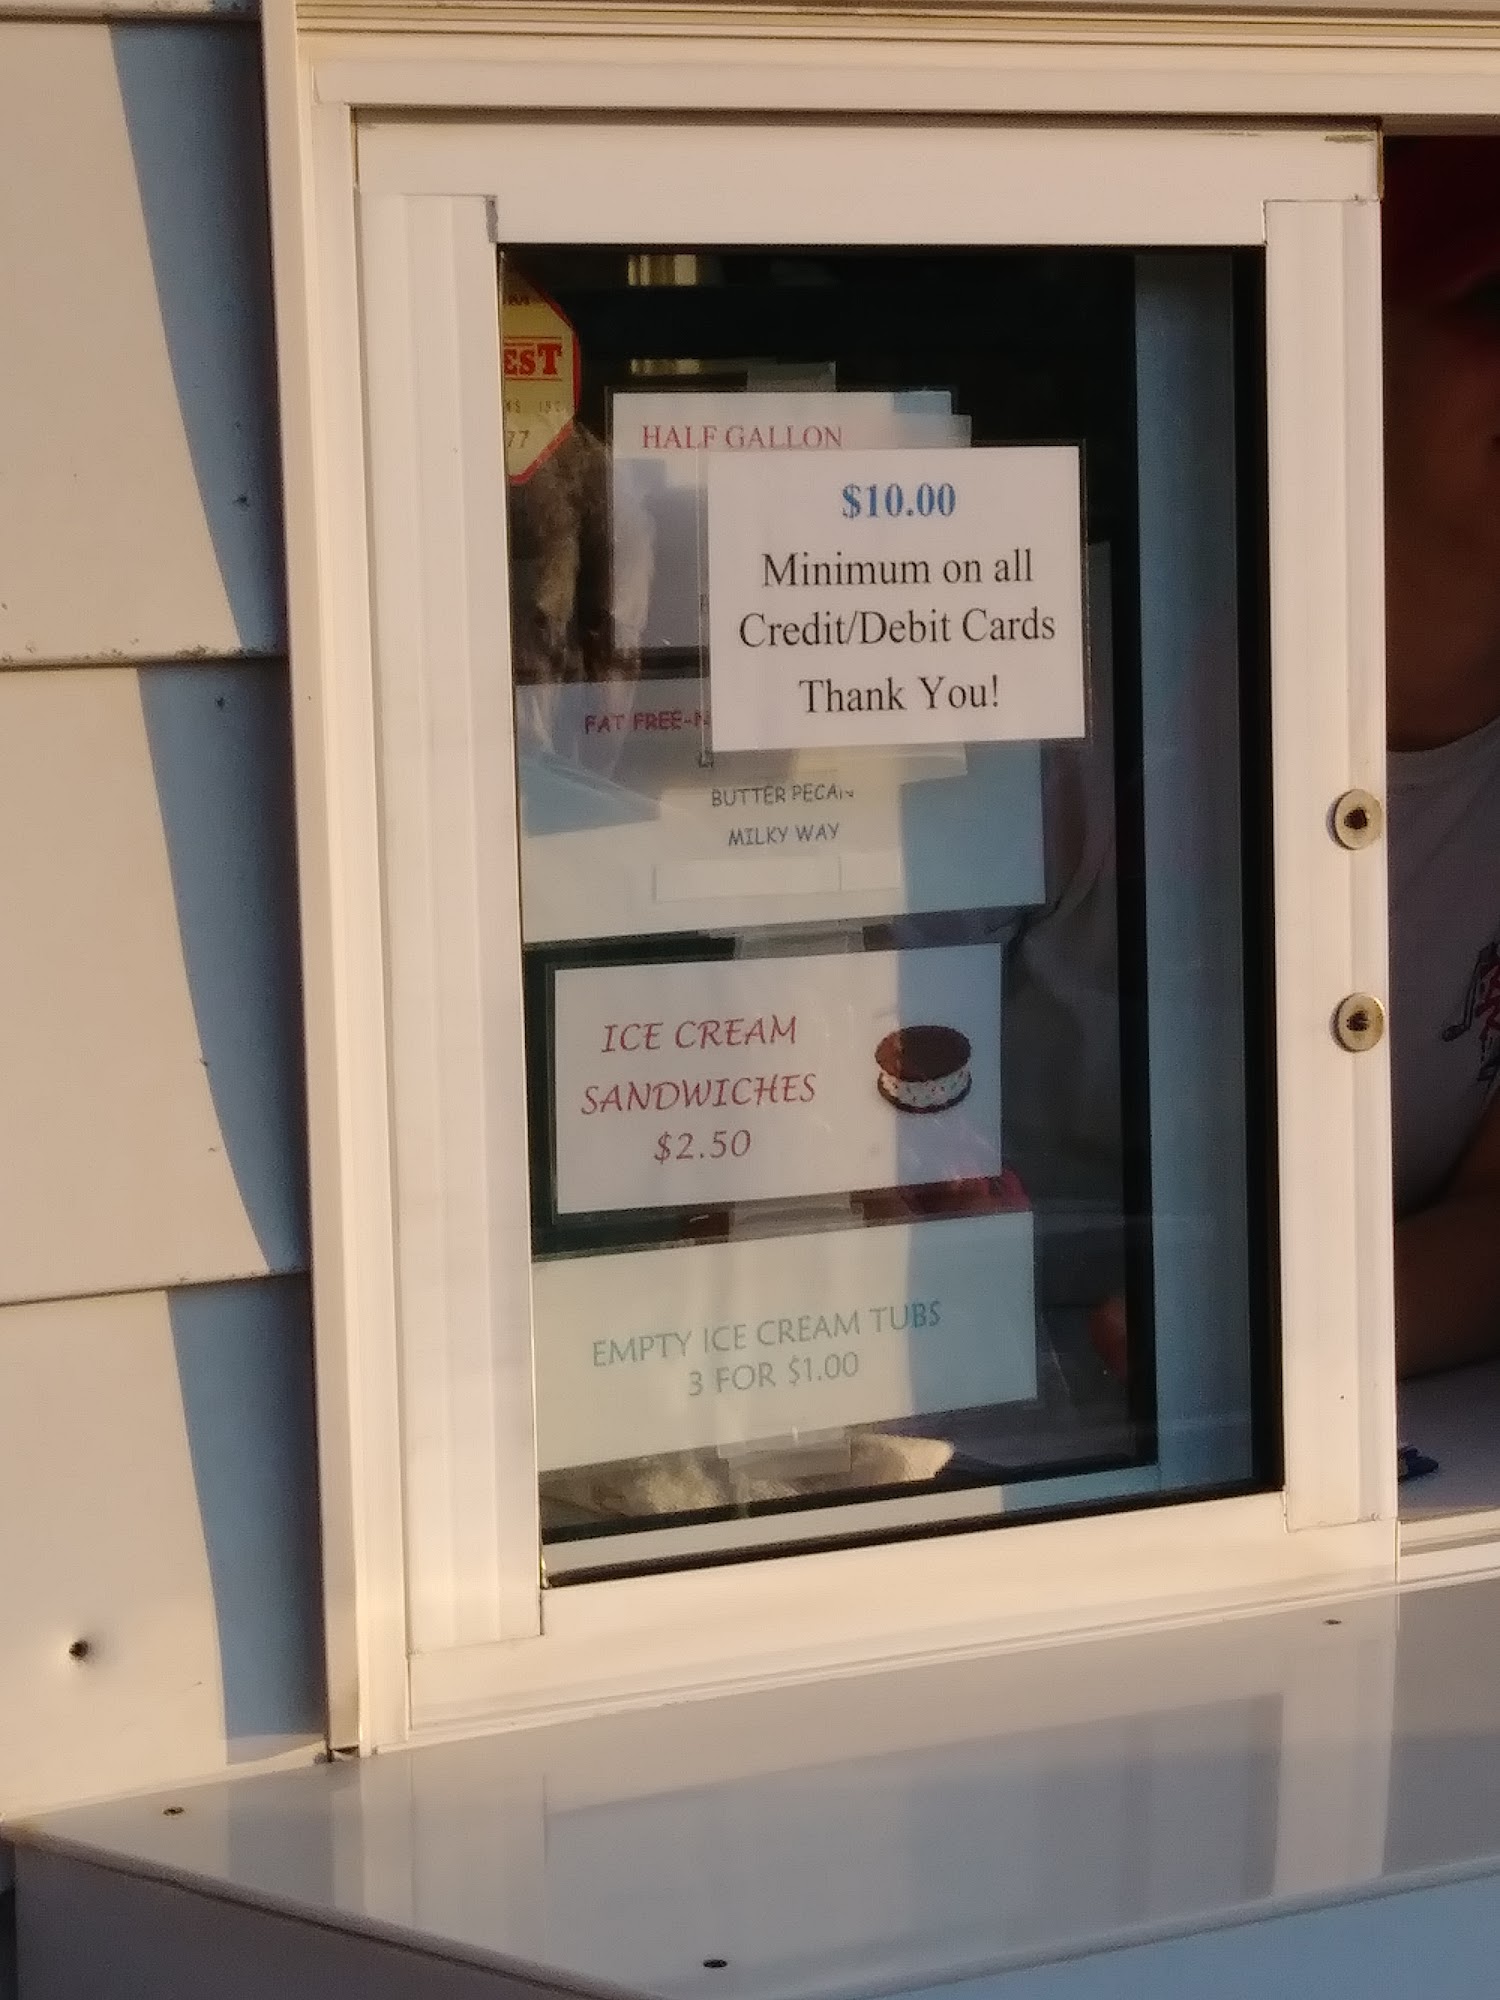 EST
77
HALF GALLON
$10.00
Minimum on all
Credit/Debit Cards
Thank You!
FAT FREE-N
BUTTER PECAN
MILKY WAY
ICE CREAM
SANDWICHES
$2.50
EMPTY ICE CREAM TUBS
3 FOR $1.00